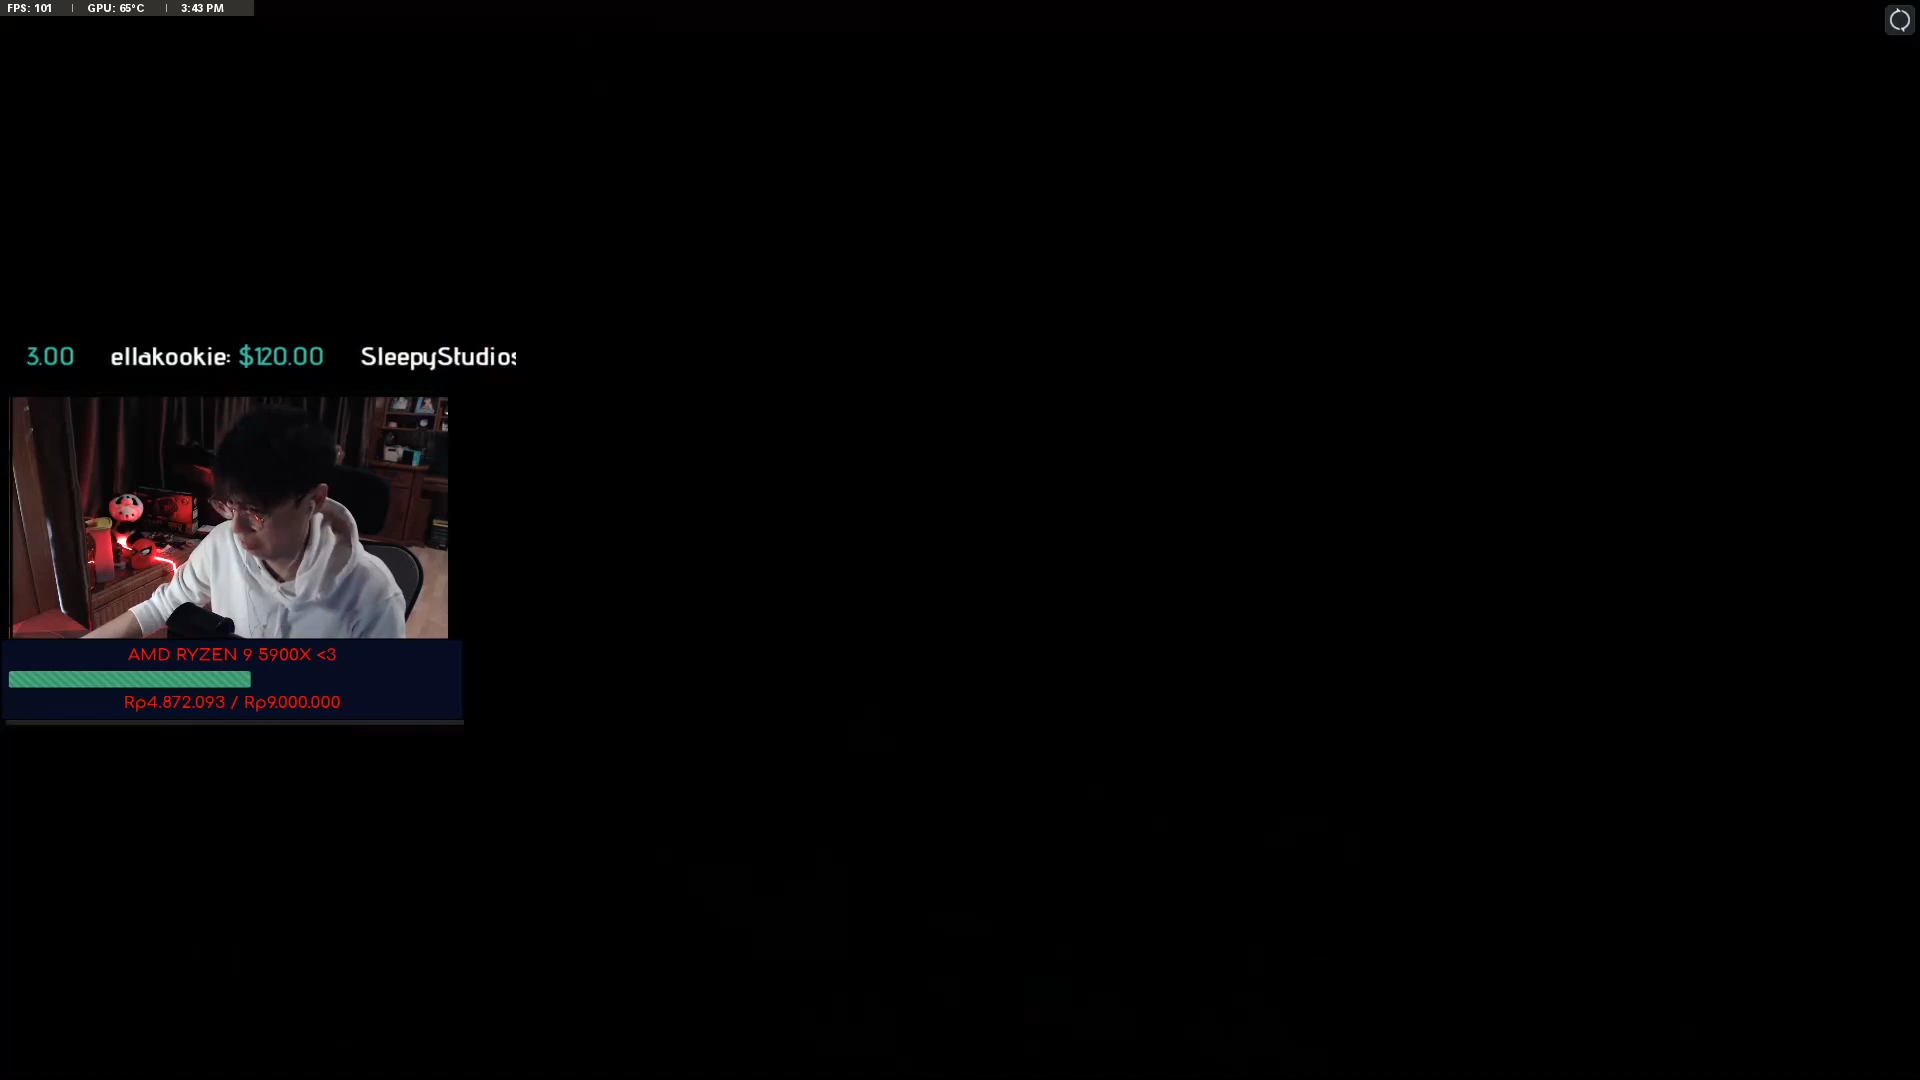 FPS: 101 | GPU: 65°C | 3:43 PM
3.00 ellakookie: $120.00 SleepyStudios
AMD RYZEN 9 5900X <3
Rp4.872.093 / Rp9.000.000